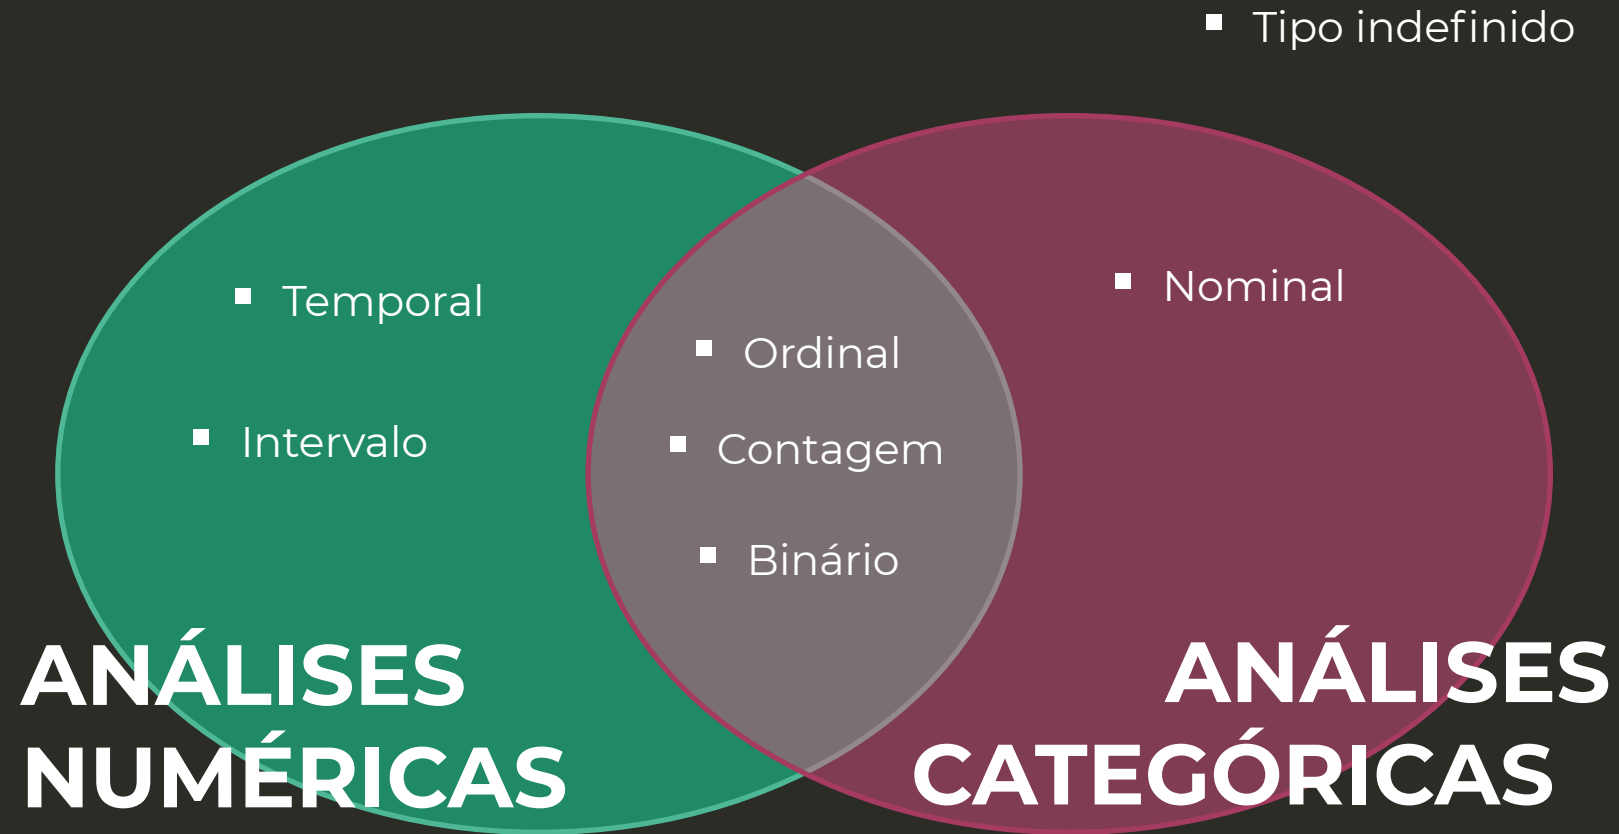 Tipo indefinido
Temporal
Intervalo
Ordinal
Contagem
Binário
Nominal
ANÁLISES
NUMÉRICAS
ANÁLISES
CATEGÓRICAS